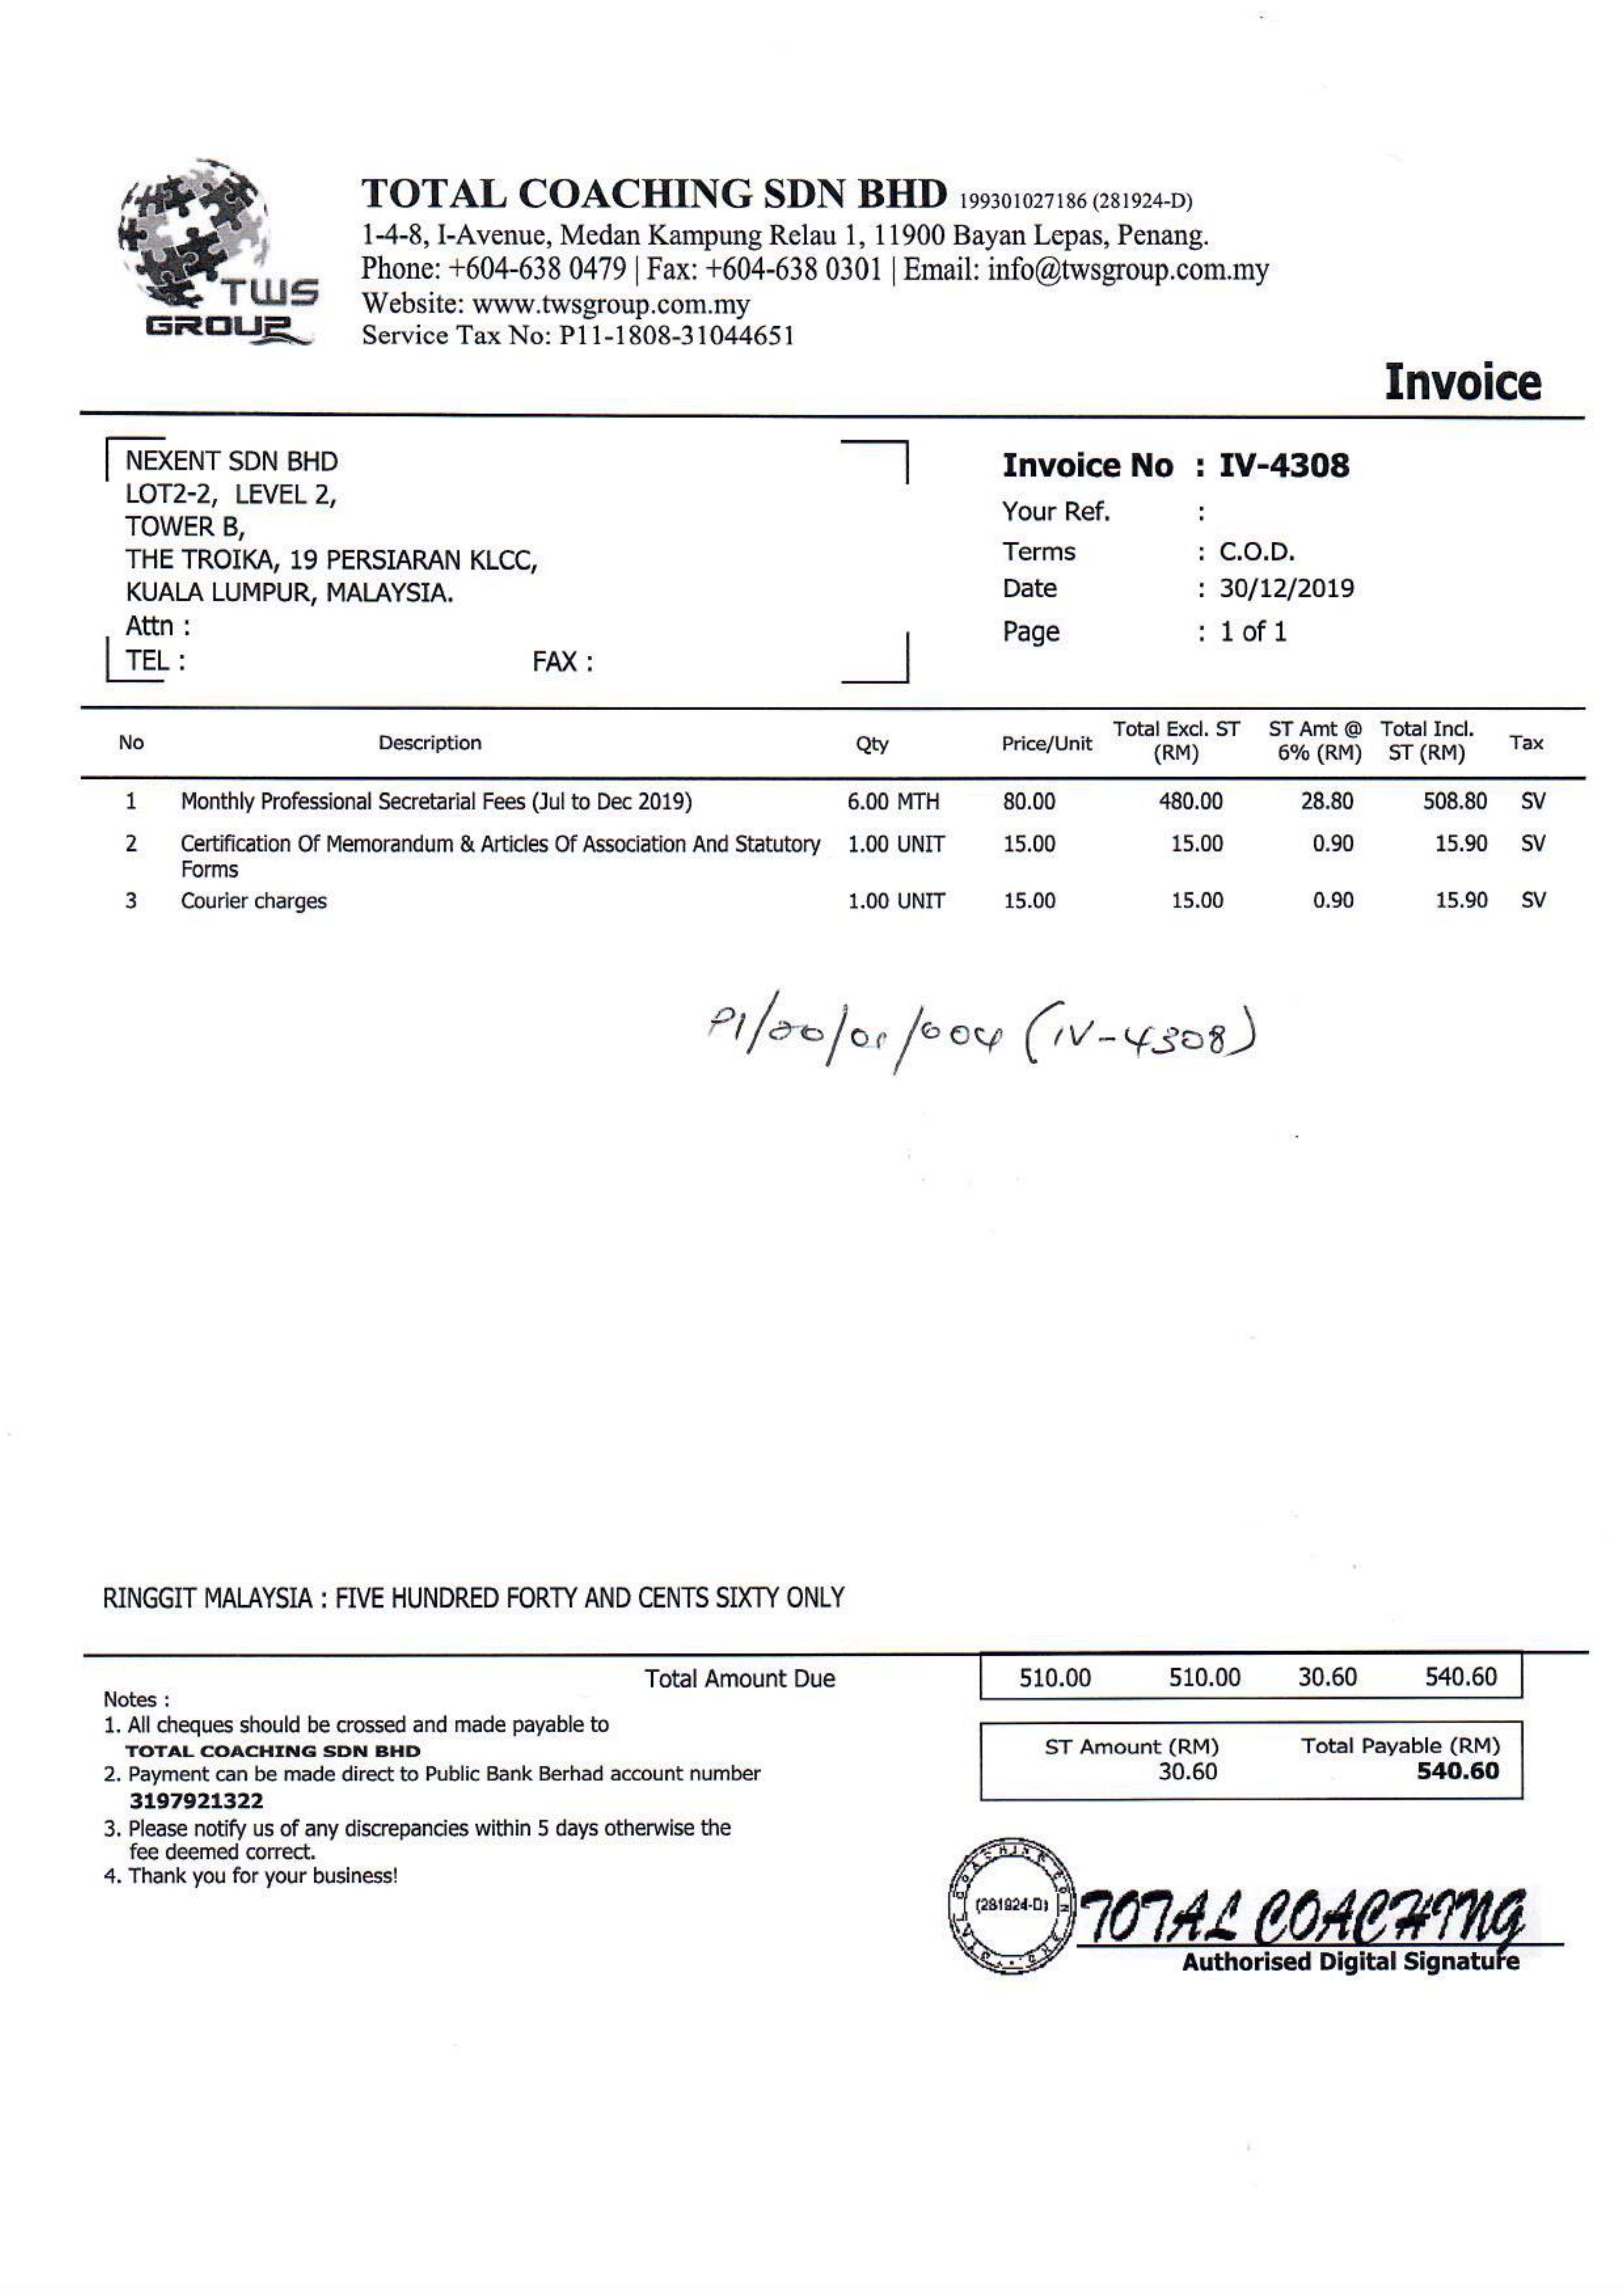 TWS
GROUP
TOTAL COACHING SDN BHD 199301027186 (281924-D)
1-4-8, I-Avenue, Medan Kampung Relau 1, 11900 Bayan Lepas, Penang.
Phone: +604-638 0479 | Fax: +604-638 0301 | Email: info@twsgroup.com.my
Website: www.twsgroup.com.my
Service Tax No: P11-1808-31044651
Invoice
NEXENT SDN BHD
LOT2-2, LEVEL 2,
TOWER B,
THE TROIKA, 19 PERSIARAN KLCC,
KUALA LUMPUR, MALAYSIA.
Attn :
TEL : FAX :
Invoice No : IV-4308
Your Ref. :
Terms : C.O.D.
Date : 30/12/2019
Page : 1 of 1
No Description Qty Price/Unit Total Excl. ST (RM) ST Amt @ 6% (RM) Total Incl. ST (RM) Tax
1 Monthly Professional Secretarial Fees (Jul to Dec 2019) 6.00 MTH 80.00 480.00 28.80 508.80 SV
2 Certification Of Memorandum & Articles Of Association And Statutory 1.00 UNIT 15.00 15.00 0.90 15.90 SV
Forms
3 Courier charges 1.00 UNIT 15.00 15.00 0.90 15.90 SV
PI/20/01/004 (IV-4308)
RINGGIT MALAYSIA : FIVE HUNDRED FORTY AND CENTS SIXTY ONLY
Total Amount Due 510.00 510.00 30.60 540.60
Notes :
1. All cheques should be crossed and made payable to
TOTAL COACHING SDN BHD
2. Payment can be made direct to Public Bank Berhad account number
3197921322
3. Please notify us of any discrepancies within 5 days otherwise the
fee deemed correct.
4. Thank you for your business!
ST Amount (RM) Total Payable (RM)
30.60 540.60
(281924-D)
TOTAL COACHING
Authorised Digital Signature